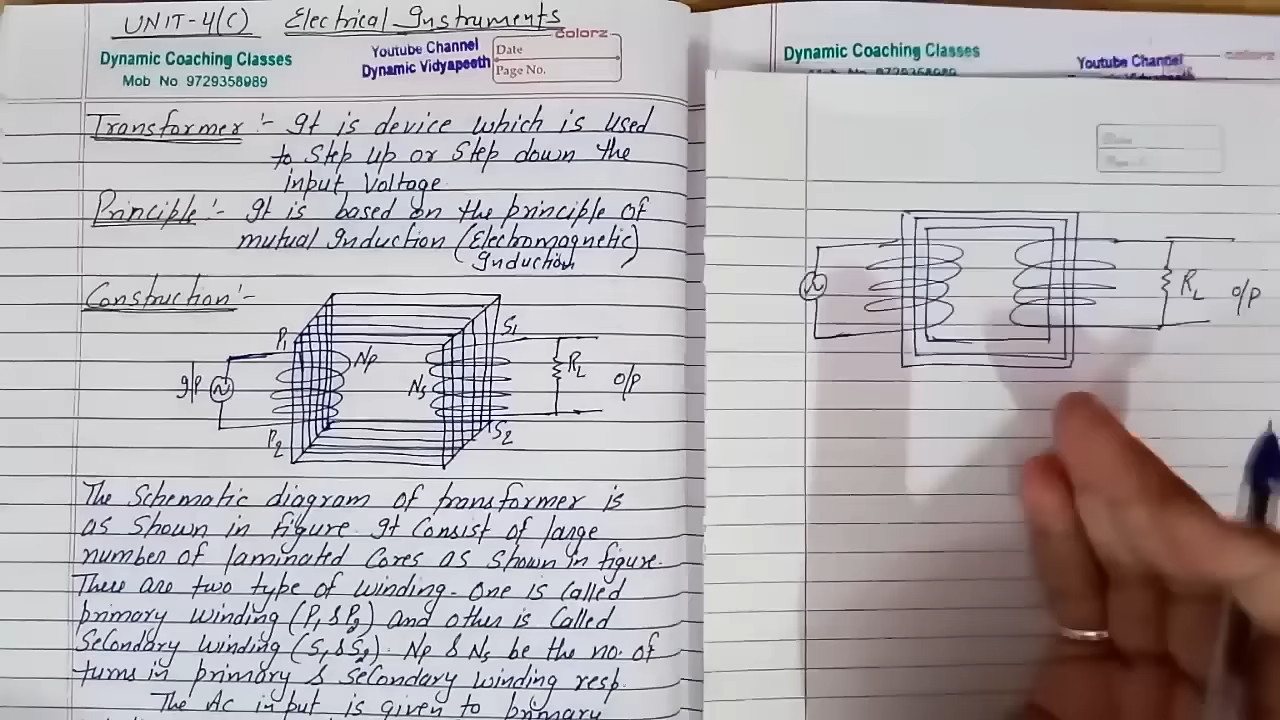 UNIT-4(C) Electrical Instruments
Dynamic Coaching Classes
Mob No 9729358989
Youtube Channel
Dynamic Vidyapeeth
Colorz
Date
Page No.
Transformer :- It is device which is used
to Step up or Step down the
input Voltage.
Principle :- It is based on the principle of
mutual Induction (Electromagnetic)
Induction
Construction :-
P1
P2
Np
Ns
S1
S2
RL
I/P
O/P
The Schematic diagram of transformer is
as Shown in figure. It Consist of large
number of laminated Cores as Shown in figure.
There are two type of winding. One is Called
primary winding (P1 & P2) and other is Called
Secondary winding (S1 & S2). Np & Ns be the no. of
turns in primary & Secondary winding resp.
The AC input is given to primary
Dynamic Coaching Classes
Mob No 9729358989
Youtube Channel
colorz
RL
O/P